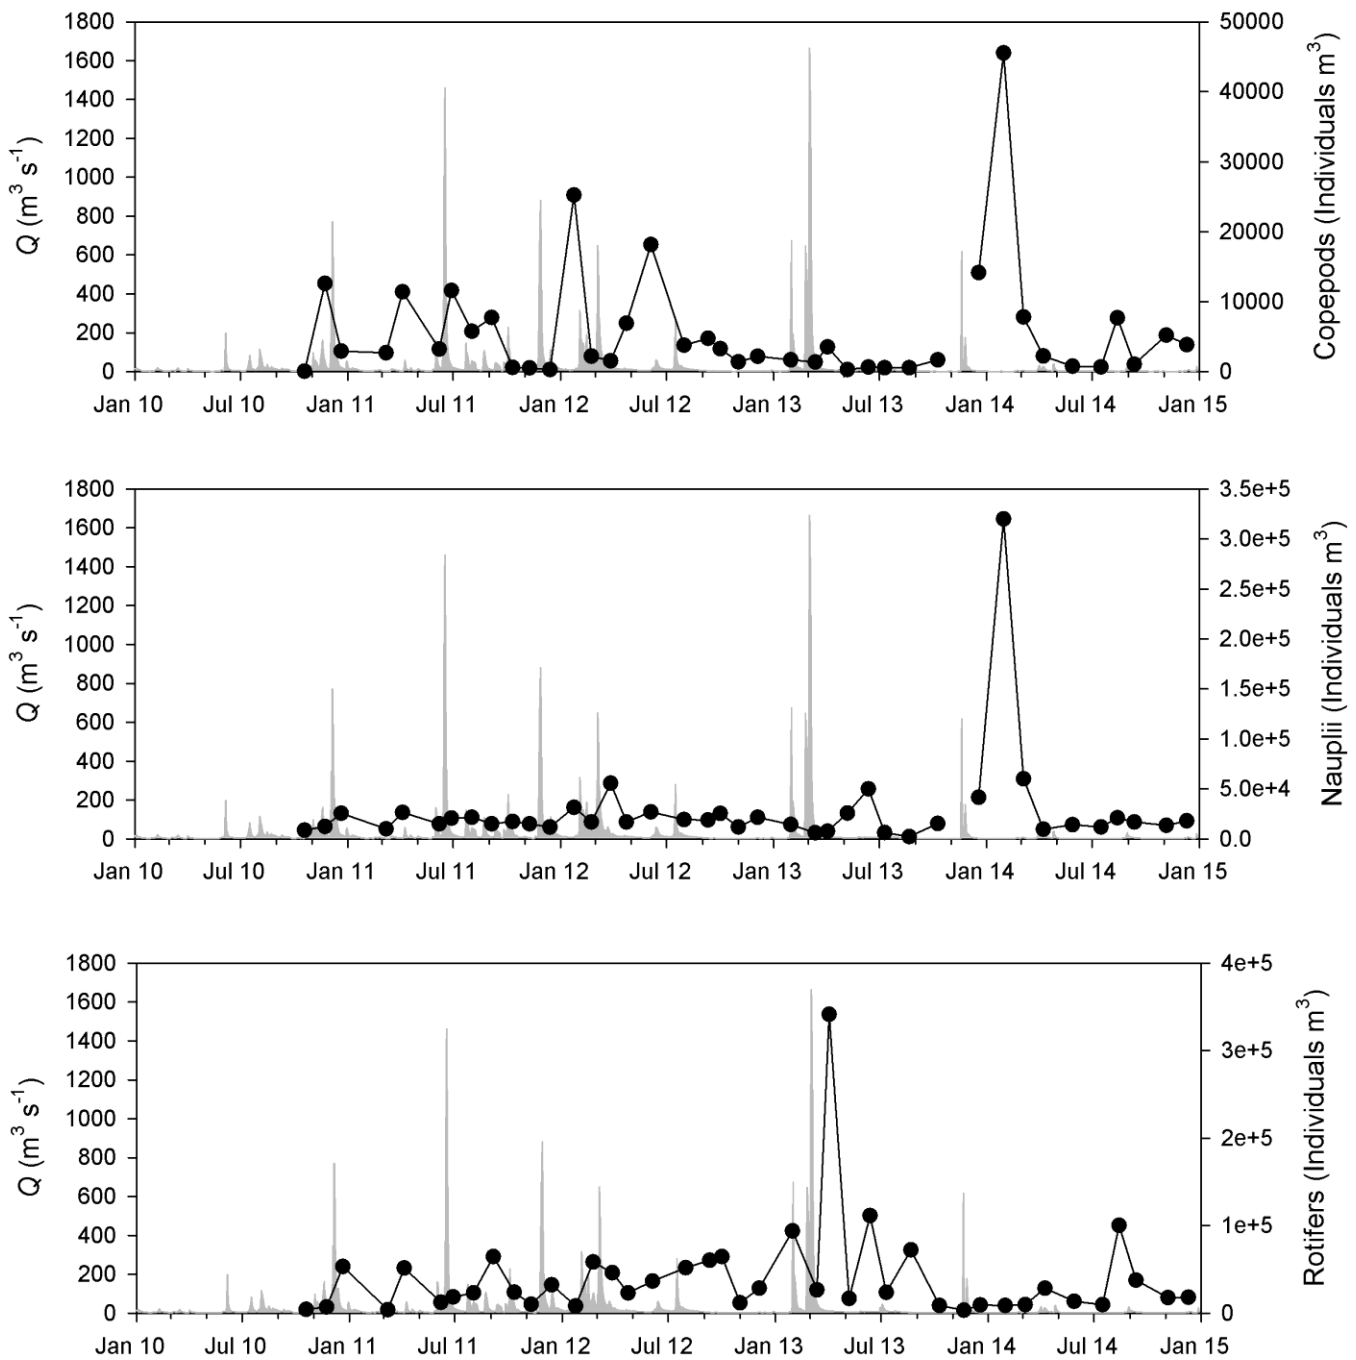 1800
1600
1400
1200
1000
800
600
400
200
0
Q (m³ s⁻¹)
50000
40000
30000
20000
10000
0
Copepods (Individuals m³)
Jan 10 Jul 10 Jan 11 Jul 11 Jan 12 Jul 12 Jan 13 Jul 13 Jan 14 Jul 14 Jan 15
1800
1600
1400
1200
1000
800
600
400
200
0
Q (m³ s⁻¹)
3.5e+5
3.0e+5
2.5e+5
2.0e+5
1.5e+5
1.0e+5
5.0e+4
0.0
Nauplii (Individuals m³)
Jan 10 Jul 10 Jan 11 Jul 11 Jan 12 Jul 12 Jan 13 Jul 13 Jan 14 Jul 14 Jan 15
1800
1600
1400
1200
1000
800
600
400
200
0
Q (m³ s⁻¹)
4e+5
3e+5
2e+5
1e+5
0
Rotifers (Individuals m³)
Jan 10 Jul 10 Jan 11 Jul 11 Jan 12 Jul 12 Jan 13 Jul 13 Jan 14 Jul 14 Jan 15